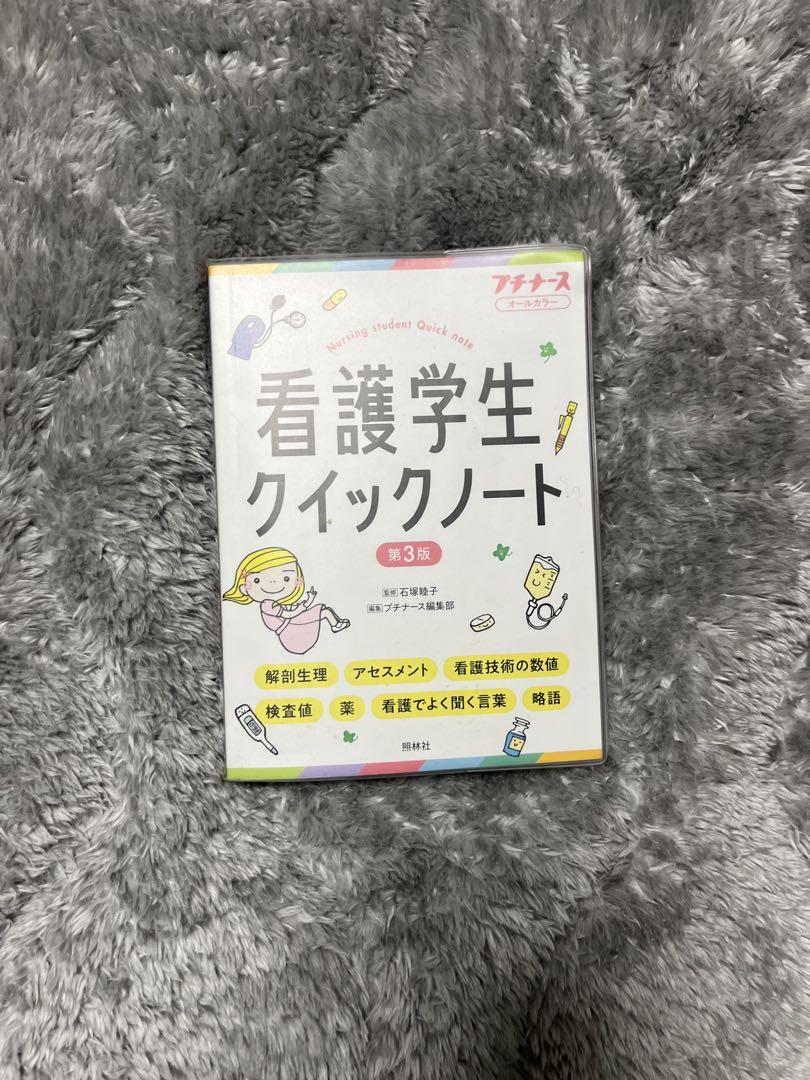 プチナース
オールカラー
Nursing student Quick note
看護学生
クイックノート
第3版
監修 石塚睦子
編集 プチナース編集部
解剖生理 アセスメント 看護技術の数値
検査値 薬 看護でよく聞く言葉 略語
照林社